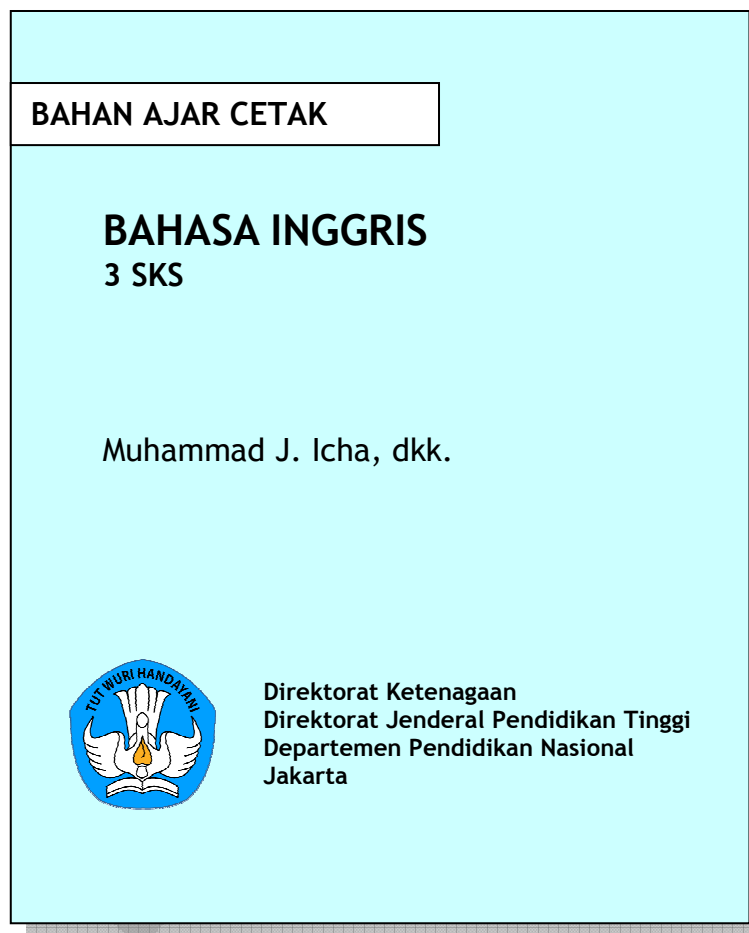 BAHAN AJAR CETAK
BAHASA INGGRIS
3 SKS
Muhammad J. Icha, dkk.
TUT WURI HANDAYANI
Direktorat Ketenagaan
Direktorat Jenderal Pendidikan Tinggi
Departemen Pendidikan Nasional
Jakarta